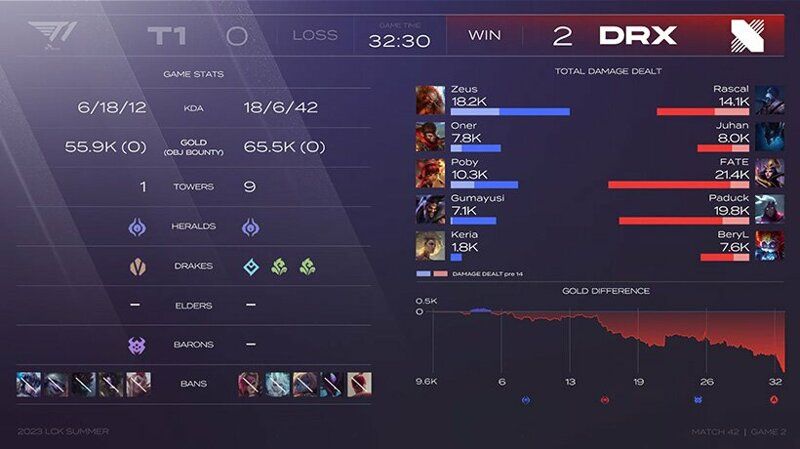 T1 0 LOSS GAME TIME 32:30 WIN 2 DRX
GAME STATS
6/18/12 KDA 18/6/42
55.9K (0) GOLD (OBJ BOUNTY) 65.5K (0)
1 TOWERS 9
HERALDS
DRAKES
– ELDERS –
BARONS –
BANS
TOTAL DAMAGE DEALT
Zeus Rascal
18.2K 14.1K
Oner Juhan
7.8K 8.0K
Poby FATE
10.3K 21.4K
Gumayusi Paduck
7.1K 19.8K
Keria BeryL
1.8K 7.6K
DAMAGE DEALT pre 14
GOLD DIFFERENCE
0.5K
0
9.6K 6 13 19 26 32
2023 LCK SUMMER
MATCH 42 | GAME 2